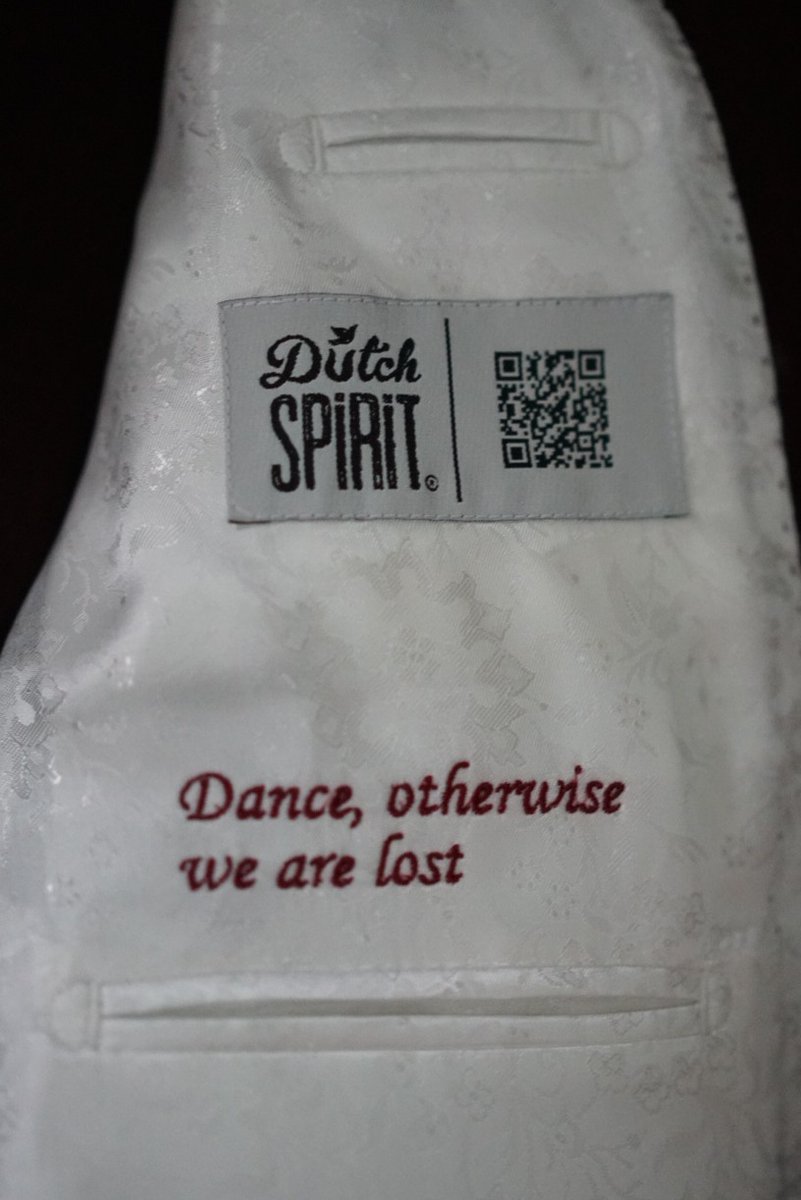 Dutch
SPiRiT®
Dance, otherwise
we are lost